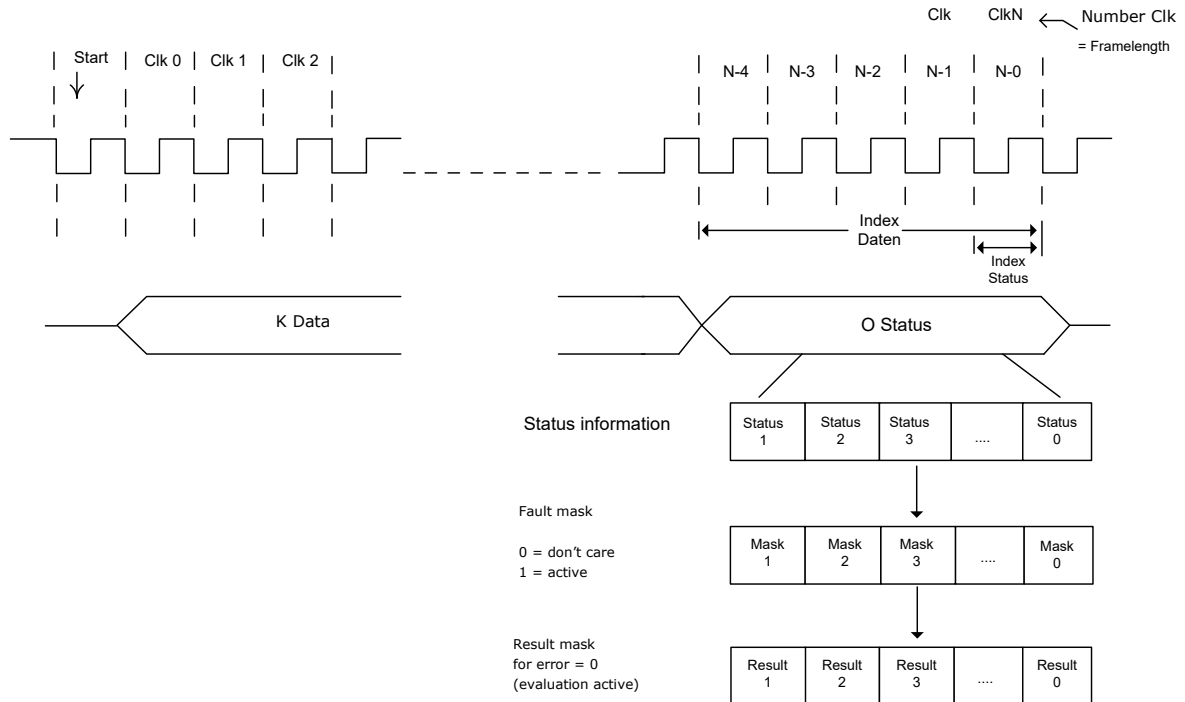 Clk ClkN Number Clk
= Framelength
Start Clk 0 Clk 1 Clk 2 N-4 N-3 N-2 N-1 N-0
Index
Daten
Index
Status
K Data O Status
Status information
Status Status Status Status
1 2 3 .... 0
Fault mask
0 = don't care
1 = active
Mask Mask Mask Mask
1 2 3 .... 0
Result mask
for error = 0
(evaluation active)
Result Result Result Result
1 2 3 .... 0